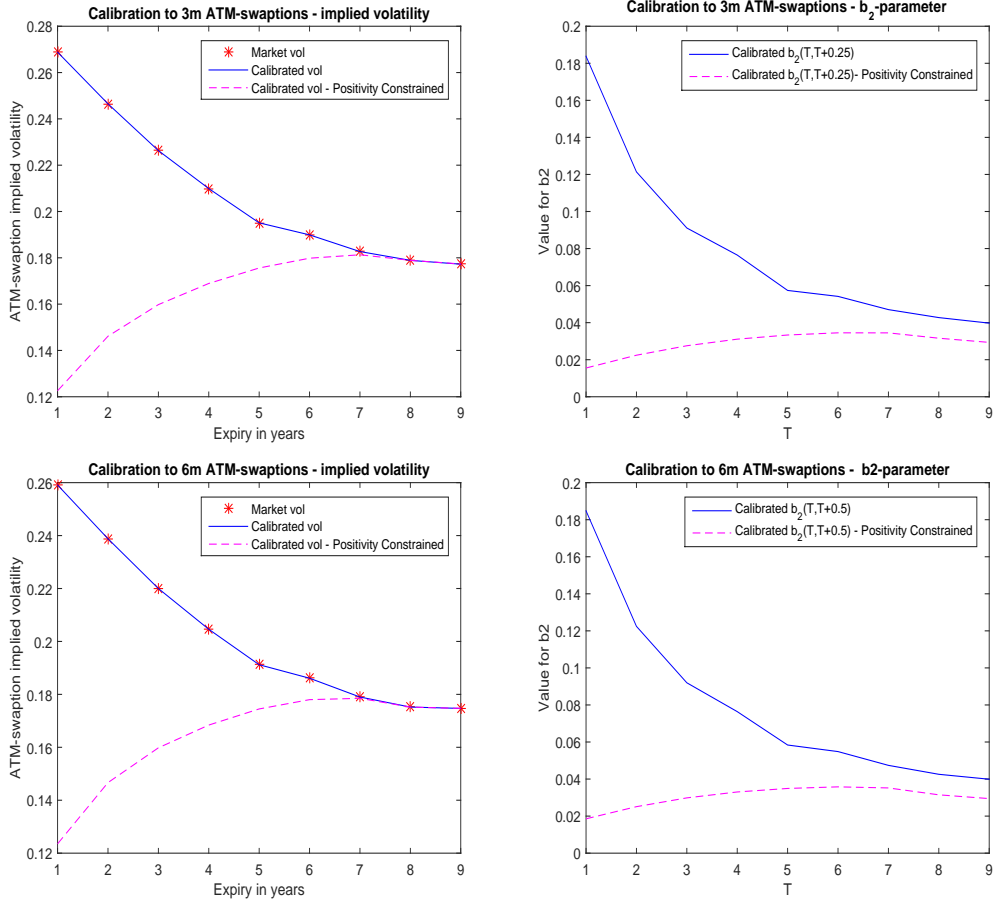 Calibration to 3m ATM-swaptions - implied volatility
ATM-swaption implied volatility
0.28
0.26
0.24
0.22
0.2
0.18
0.16
0.14
0.12
Market vol
Calibrated vol
Calibrated vol - Positivity Constrained
1 2 3 4 5 6 7 8 9
Expiry in years
Calibration to 3m ATM-swaptions - b2-parameter
Value for b2
0.2
0.18
0.16
0.14
0.12
0.1
0.08
0.06
0.04
0.02
0
Calibrated b2(T,T+0.25)
Calibrated b2(T,T+0.25)- Positivity Constrained
1 2 3 4 5 6 7 8 9
T
Calibration to 6m ATM-swaptions - implied volatility
ATM-swaption implied volatility
0.26
0.24
0.22
0.2
0.18
0.16
0.14
0.12
Market vol
Calibrated vol
Calibrated vol - Positivity Constrained
1 2 3 4 5 6 7 8 9
Expiry in years
Calibration to 6m ATM-swaptions - b2-parameter
Value for b2
0.2
0.18
0.16
0.14
0.12
0.1
0.08
0.06
0.04
0.02
0
Calibrated b2(T,T+0.5)
Calibrated b2(T,T+0.5) - Positivity Constrained
1 2 3 4 5 6 7 8 9
T